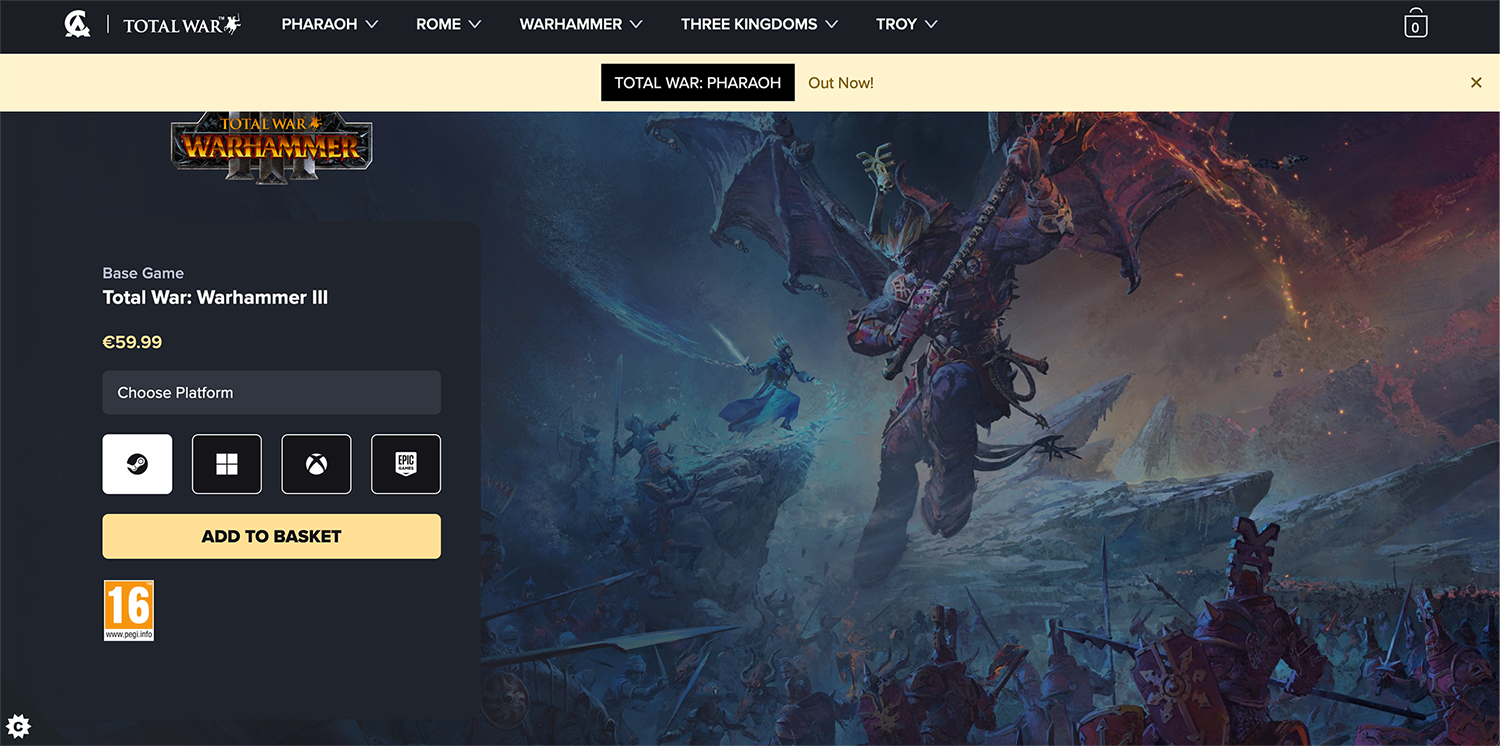 TOTAL WAR™
PHARAOH
ROME
WARHAMMER
THREE KINGDOMS
TROY
0
TOTAL WAR: PHARAOH
Out Now!
TOTAL WAR
WARHAMMER
III
Base Game
Total War: Warhammer III
€59.99
Choose Platform
EPIC
GAMES
ADD TO BASKET
16
www.pegi.info